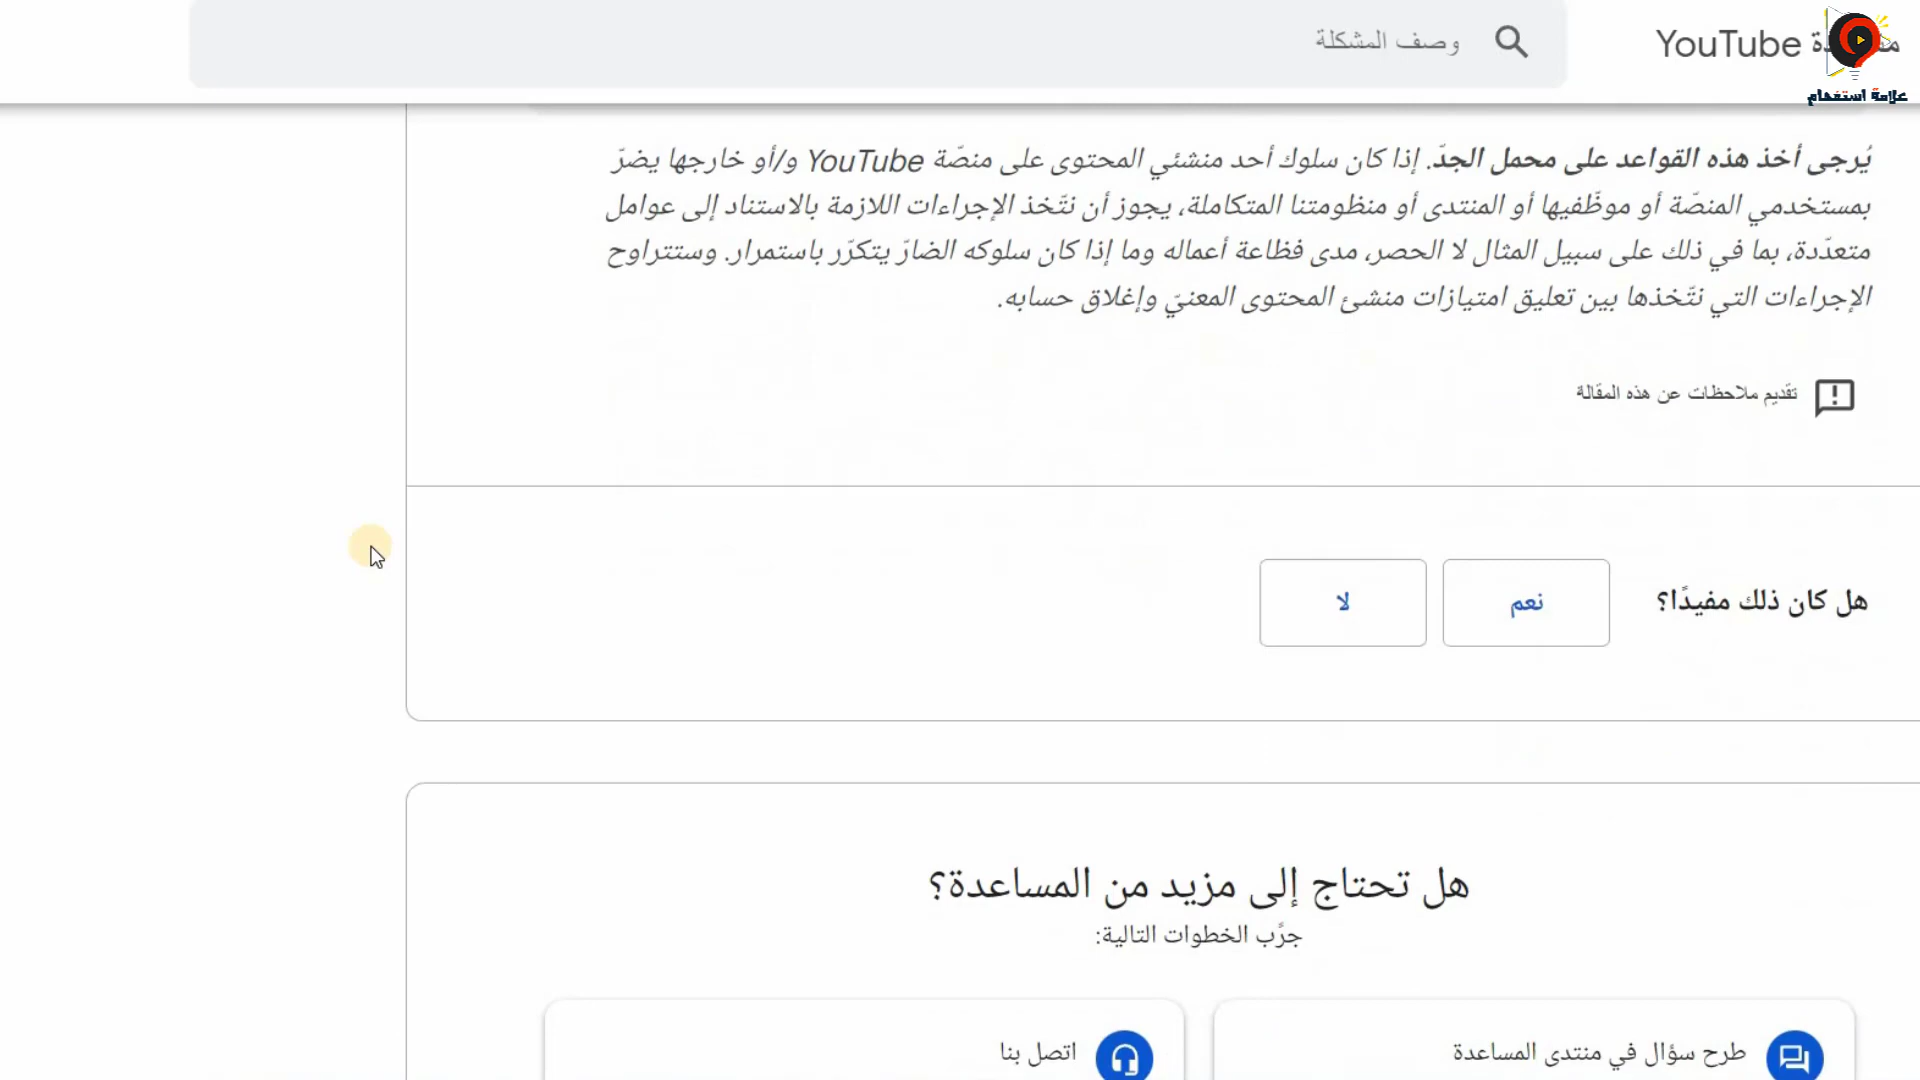 YouTube
وصف المشكلة
علامة استفهام
يُرجى أخذ هذه القواعد على محمل الجدّ. إذا كان سلوك أحد منشئي المحتوى على منصّة YouTube و/أو خارجها يضرّ
بمستخدمي المنصّة أو موظّفيها أو المنتدى أو منظومتنا المتكاملة، يجوز أن نتّخذ الإجراءات اللازمة بالاستناد إلى عوامل
متعدّدة، بما في ذلك على سبيل المثال لا الحصر، مدى فظاعة أعماله وما إذا كان سلوكه الضارّ يتكرّر باستمرار. وستتراوح
الإجراءات التي نتّخذها بين تعليق امتيازات منشئ المحتوى المعنيّ وإغلاق حسابه.
تقديم ملاحظات عن هذه المقالة
هل كان ذلك مفيدًا؟
نعم
لا
هل تحتاج إلى مزيد من المساعدة؟
جرِّب الخطوات التالية:
طرح سؤال في منتدى المساعدة
اتصل بنا